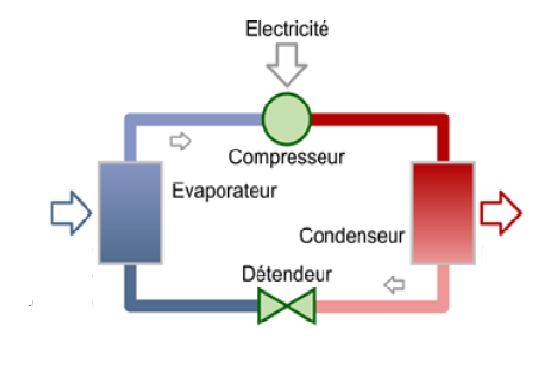 Electricité
Compresseur
Evaporateur
Condenseur
Détendeur